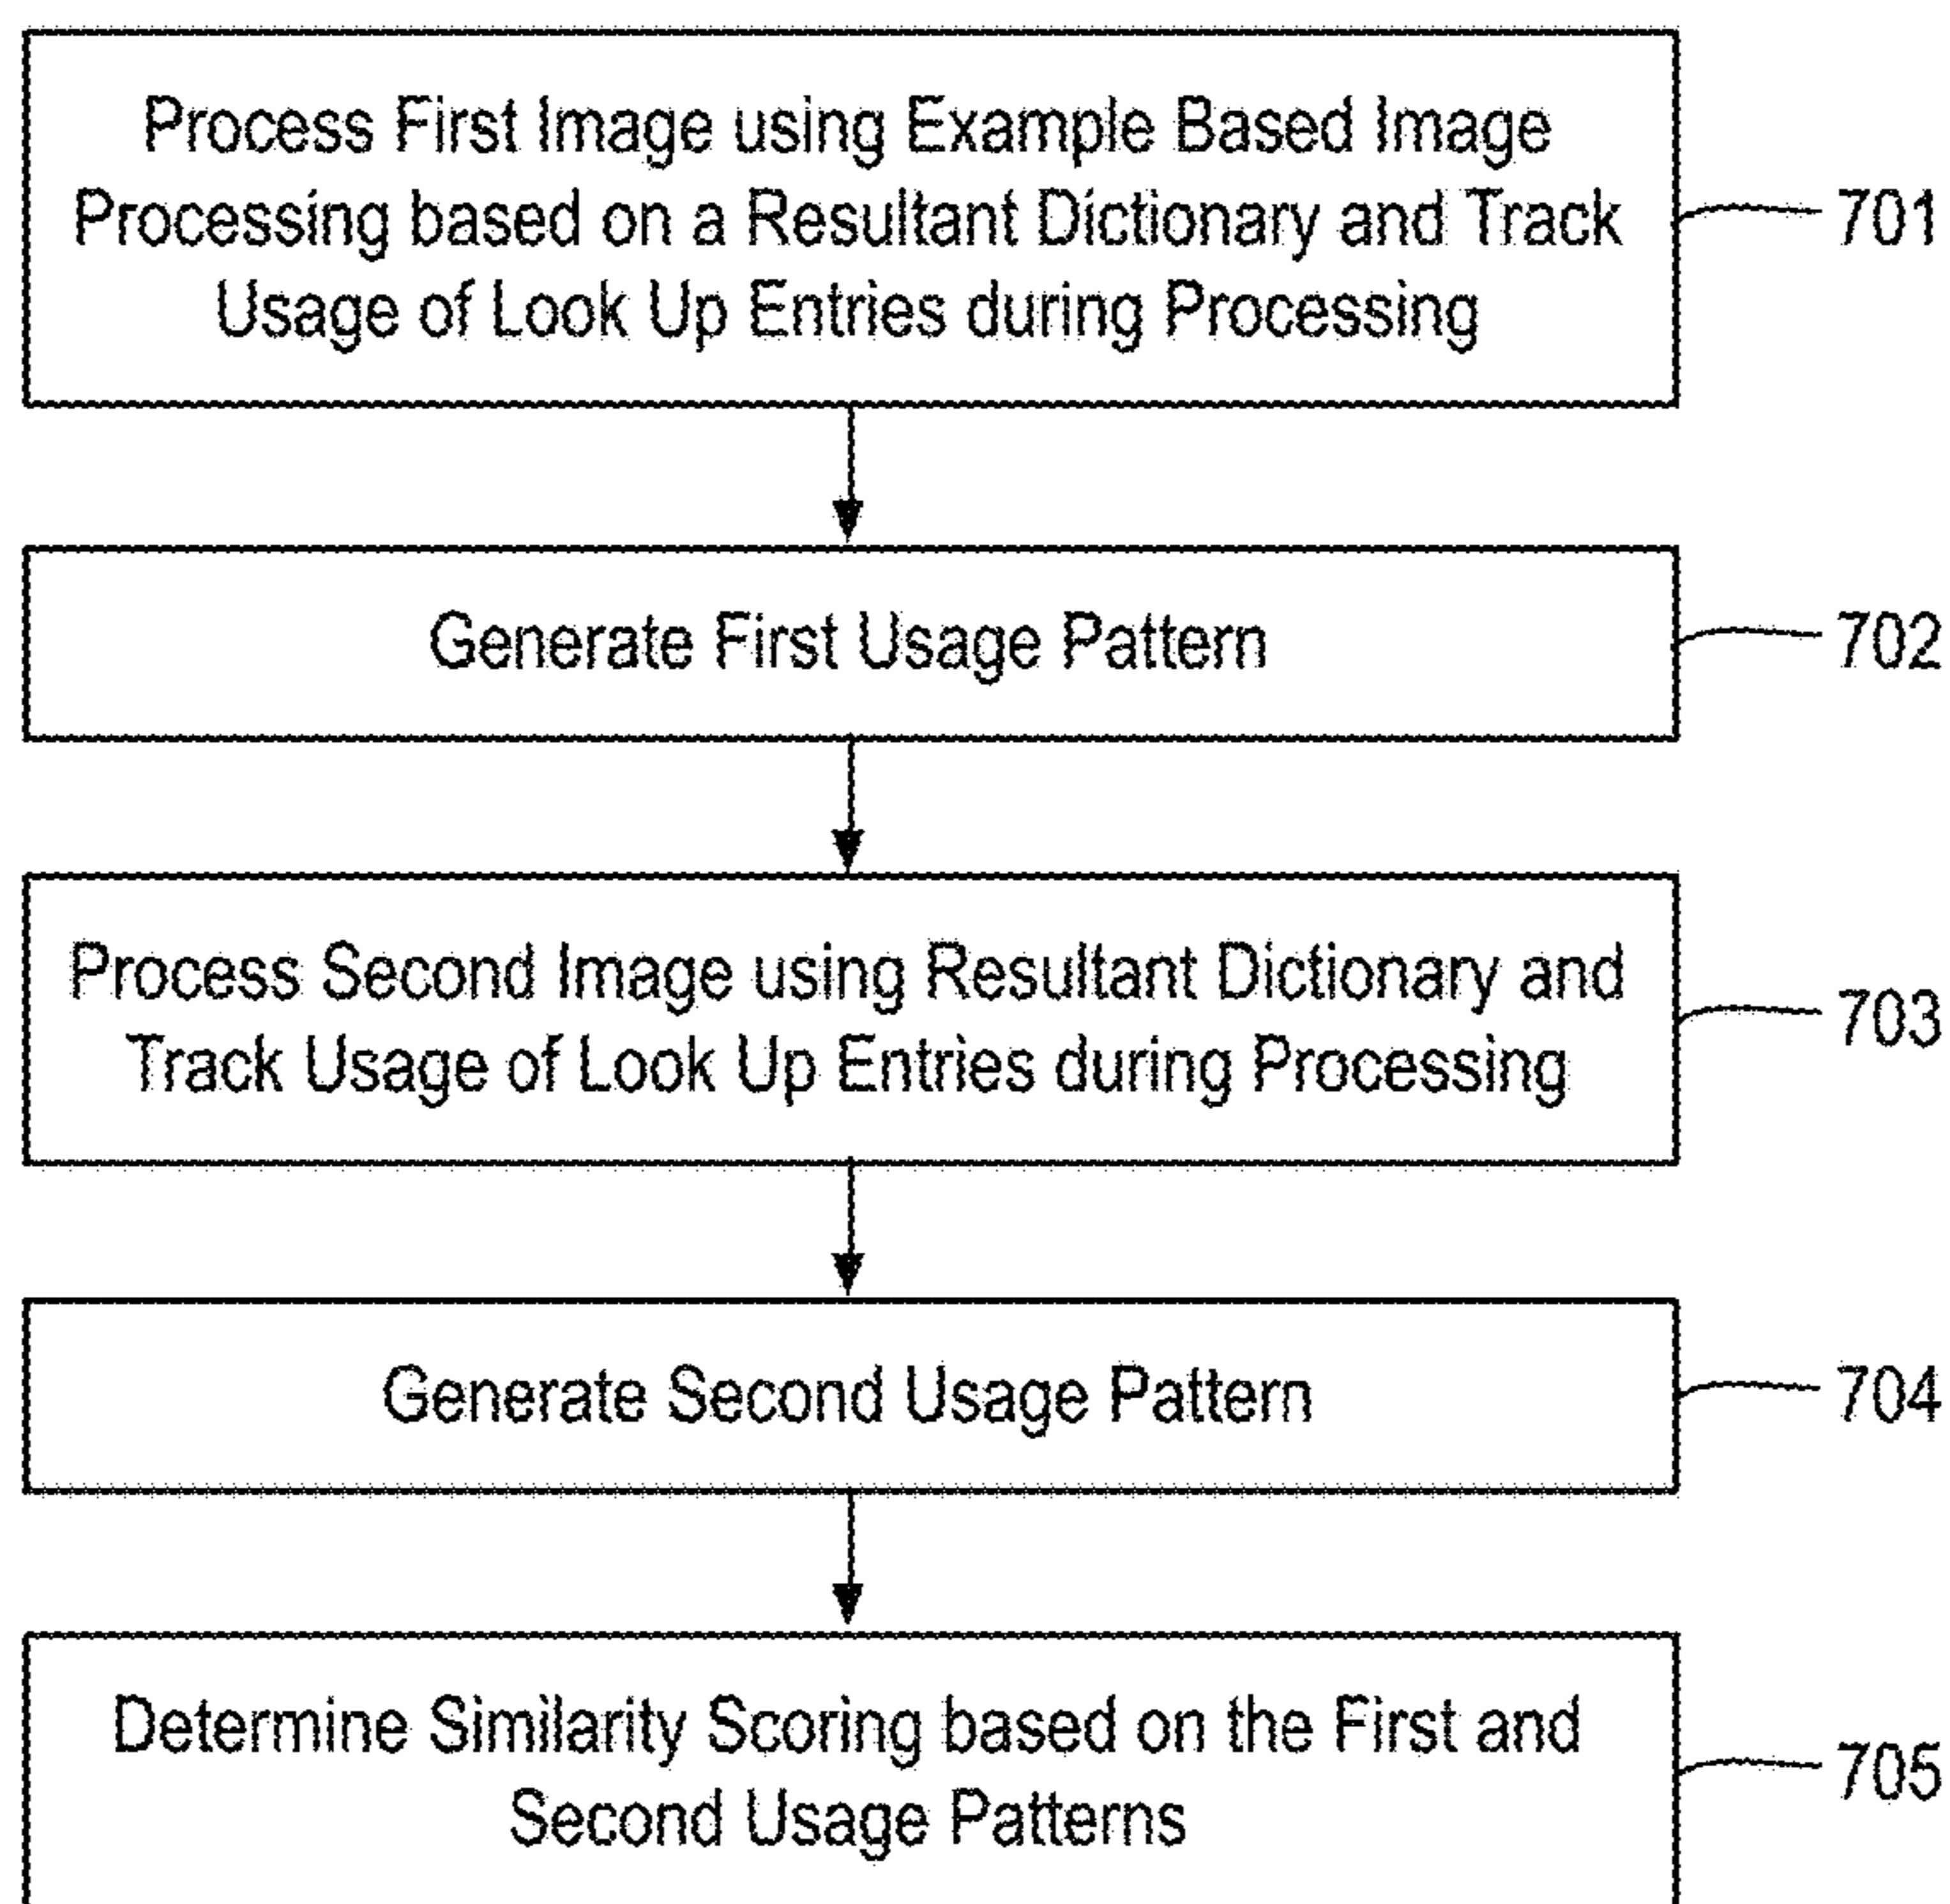 Process First Image using Example Based Image
Processing based on a Resultant Dictionary and Track
Usage of Look Up Entries during Processing
701
Generate First Usage Pattern
702
Process Second Image using Resultant Dictionary and
Track Usage of Look Up Entries during Processing
703
Generate Second Usage Pattern
704
Determine Similarity Scoring based on the First and
Second Usage Patterns
705